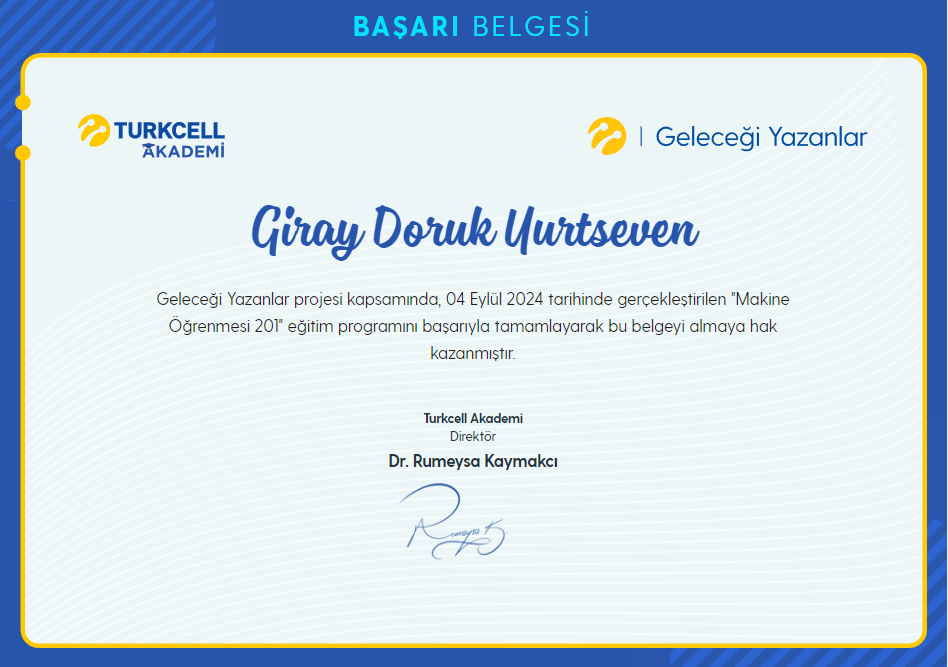 BAŞARI BELGESİ
TURKCELL
AKADEMİ
Geleceği Yazanlar
Giray Doruk Yurtseven
Geleceği Yazanlar projesi kapsamında, 04 Eylül 2024 tarihinde gerçekleştirilen "Makine
Öğrenmesi 201" eğitim programını başarıyla tamamlayarak bu belgeyi almaya hak
kazanmıştır.
Turkcell Akademi
Direktör
Dr. Rumeysa Kaymakcı
Rumeysa K